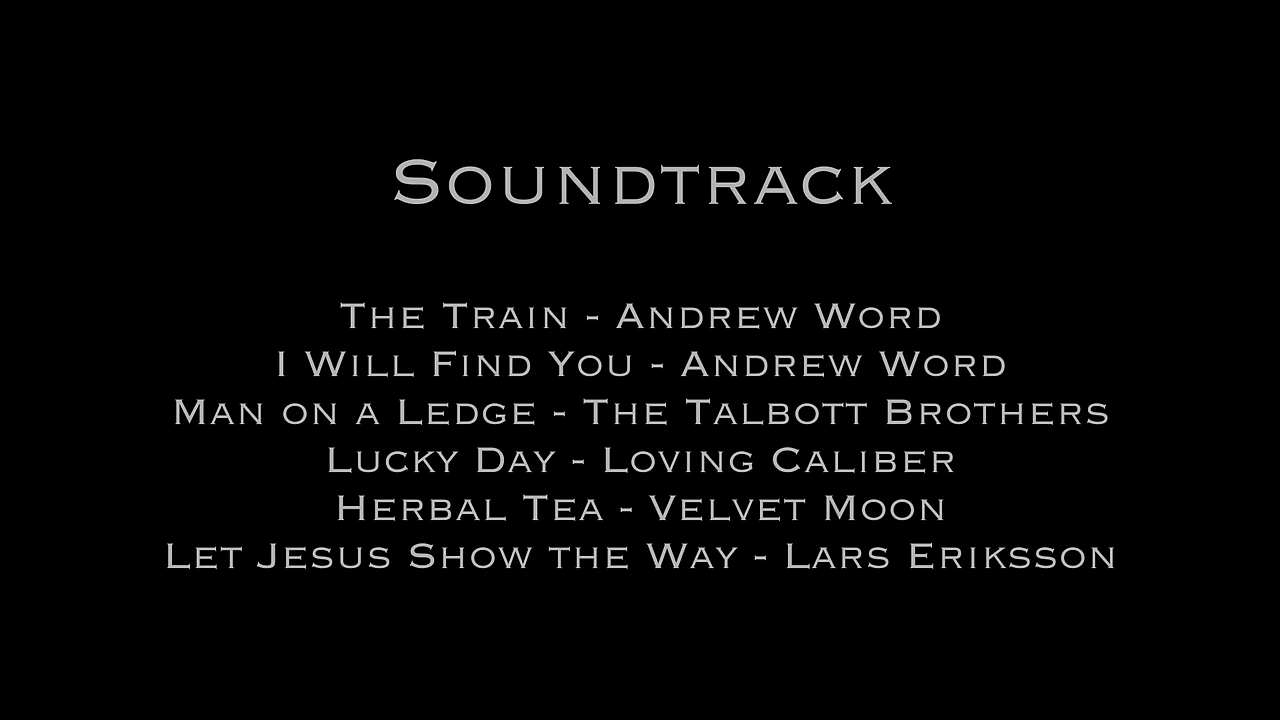 Soundtrack
The Train - Andrew Word
I Will Find You - Andrew Word
Man on a Ledge - The Talbott Brothers
Lucky Day - Loving Caliber
Herbal Tea - Velvet Moon
Let Jesus Show the Way - Lars Eriksson